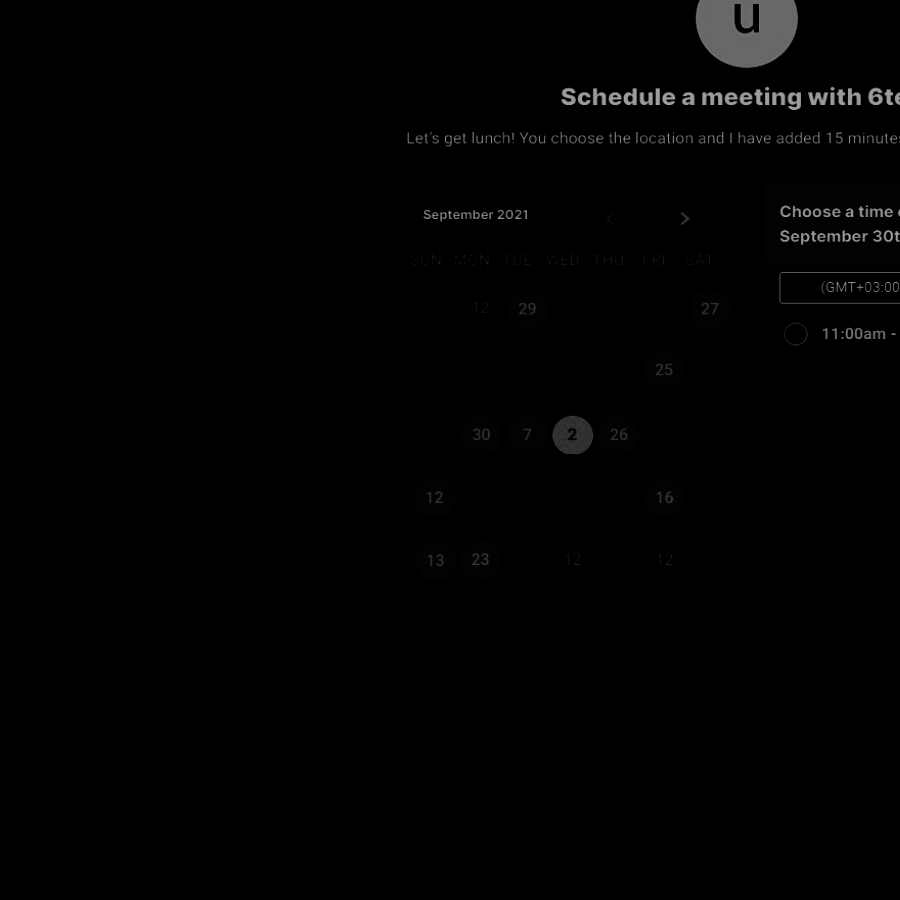 u
Schedule a meeting with 6te
Let's get lunch! You choose the location and I have added 15 minutes
September 2021
Choose a time
September 30t
SUN MON TUE WED THU FRI SAT
(GMT+03:00
12 29 27
11:00am -
25
30 7 2 26
12 16
13 23 12 12